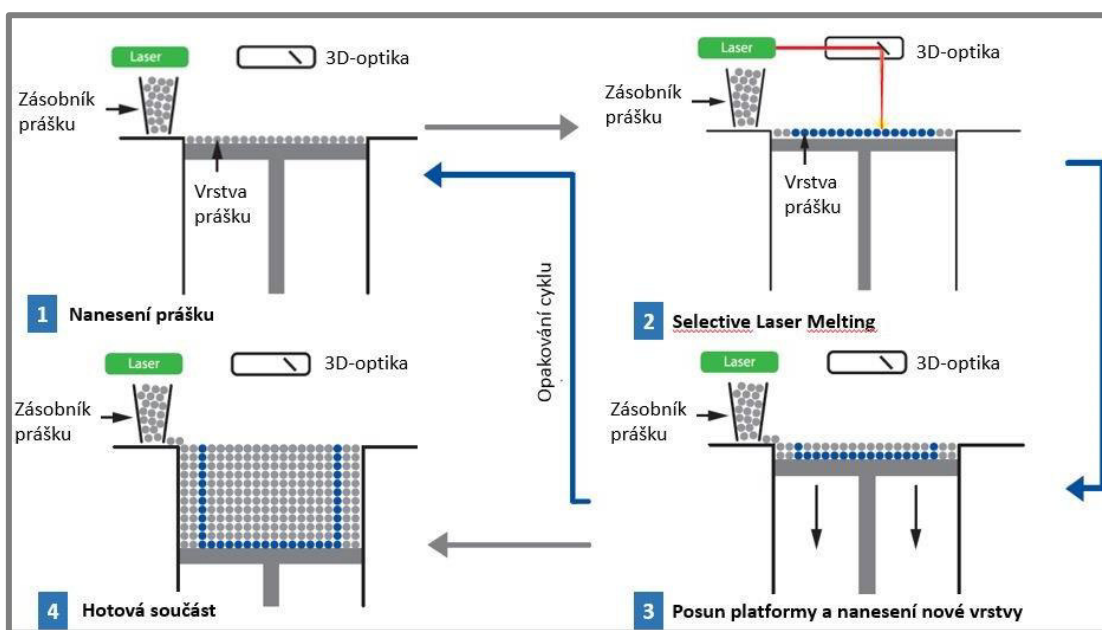 Laser
3D-optika
Zásobník
prášku
Vrstva
prášku
1 Nanesení prášku
Laser
3D-optika
Zásobník
prášku
Vrstva
prášku
2 Selective Laser Melting
Opakování cyklu
Laser
3D-optika
Zásobník
prášku
4 Hotová součást
Laser
3D-optika
Zásobník
prášku
3 Posun platformy a nanesení nové vrstvy